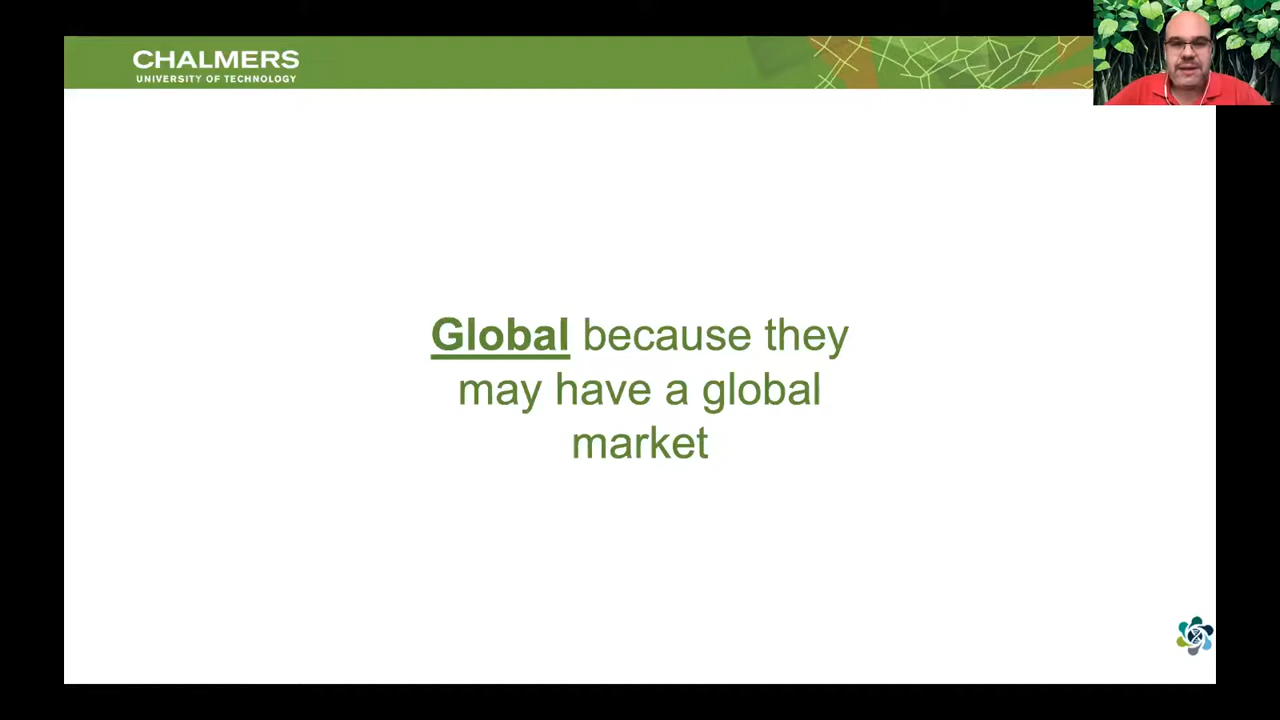 CHALMERS
UNIVERSITY OF TECHNOLOGY
Global because they
may have a global
market